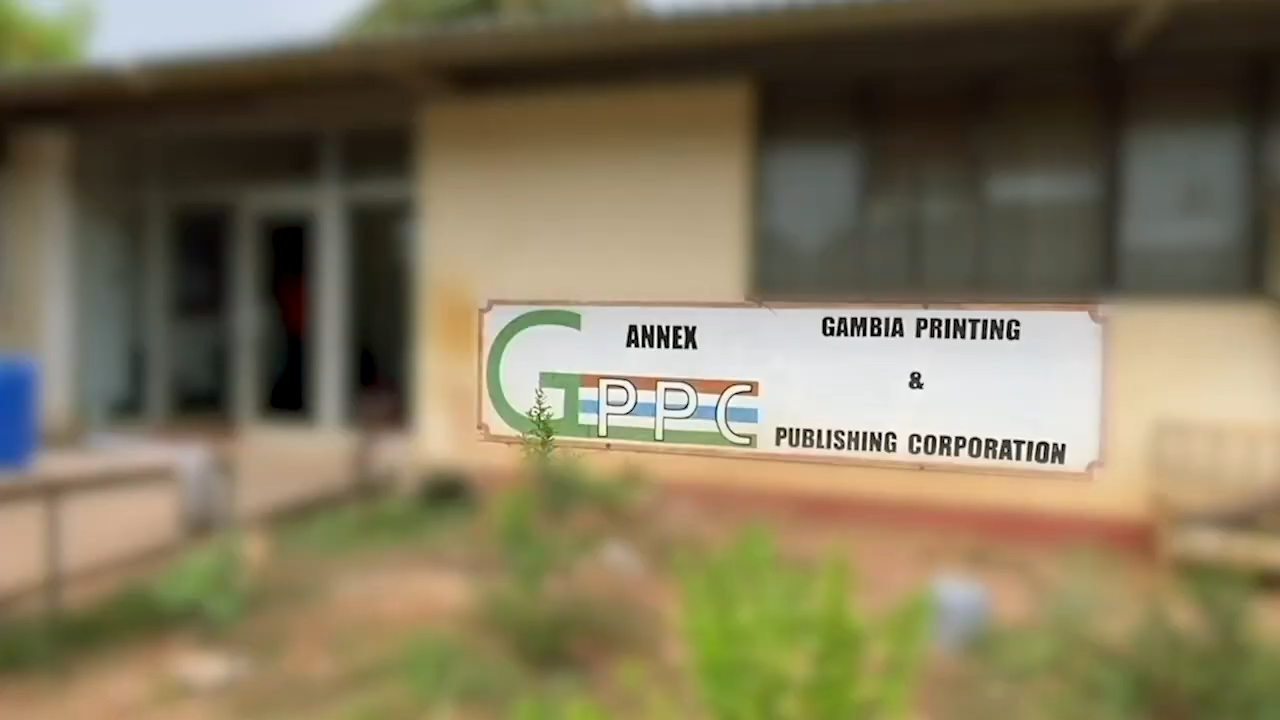 ANNEX
GPPC
GAMBIA PRINTING
&
PUBLISHING CORPORATION